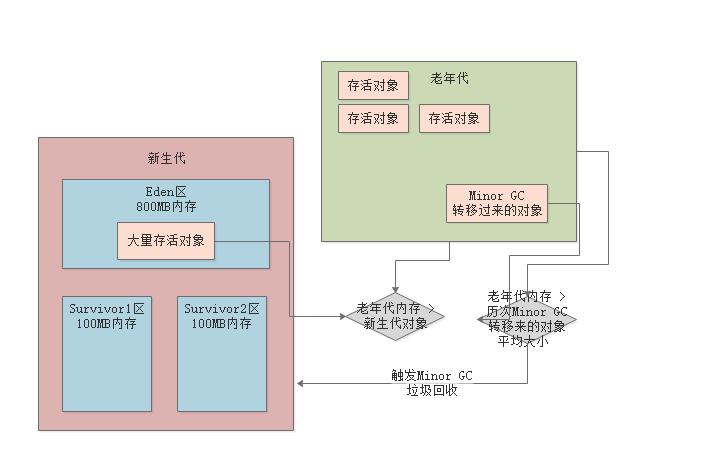 老年代
存活对象
存活对象
存活对象
Minor GC
转移过来的对象
新生代
Eden区
800MB内存
大量存活对象
Survivor1区
100MB内存
Survivor2区
100MB内存
老年代内存 >
新生代对象
老年代内存 >
历次Minor GC
转移来的对象
平均大小
触发Minor GC
垃圾回收